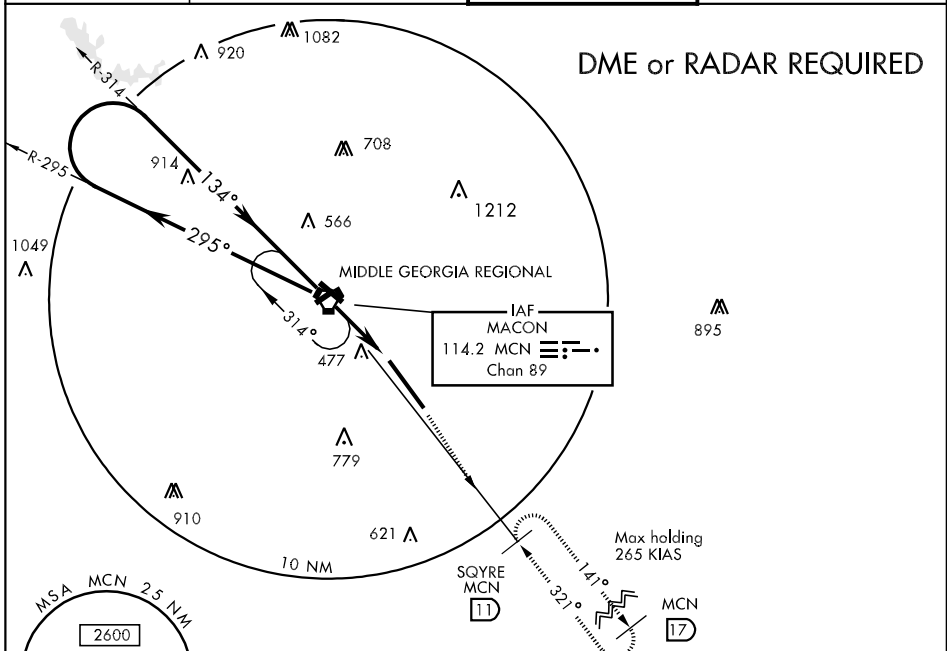 1082
920
DME or RADAR REQUIRED
R-314
708
914
R-295
134°
1212
566
295°
1049
MIDDLE GEORGIA REGIONAL
IAF
MACON
114.2 MCN
Chan 89
314°
895
477
779
910
621
Max holding
265 KIAS
10 NM
SQYRE
MCN
11
141°
321°
MCN
17
MSA MCN 25 NM
2600